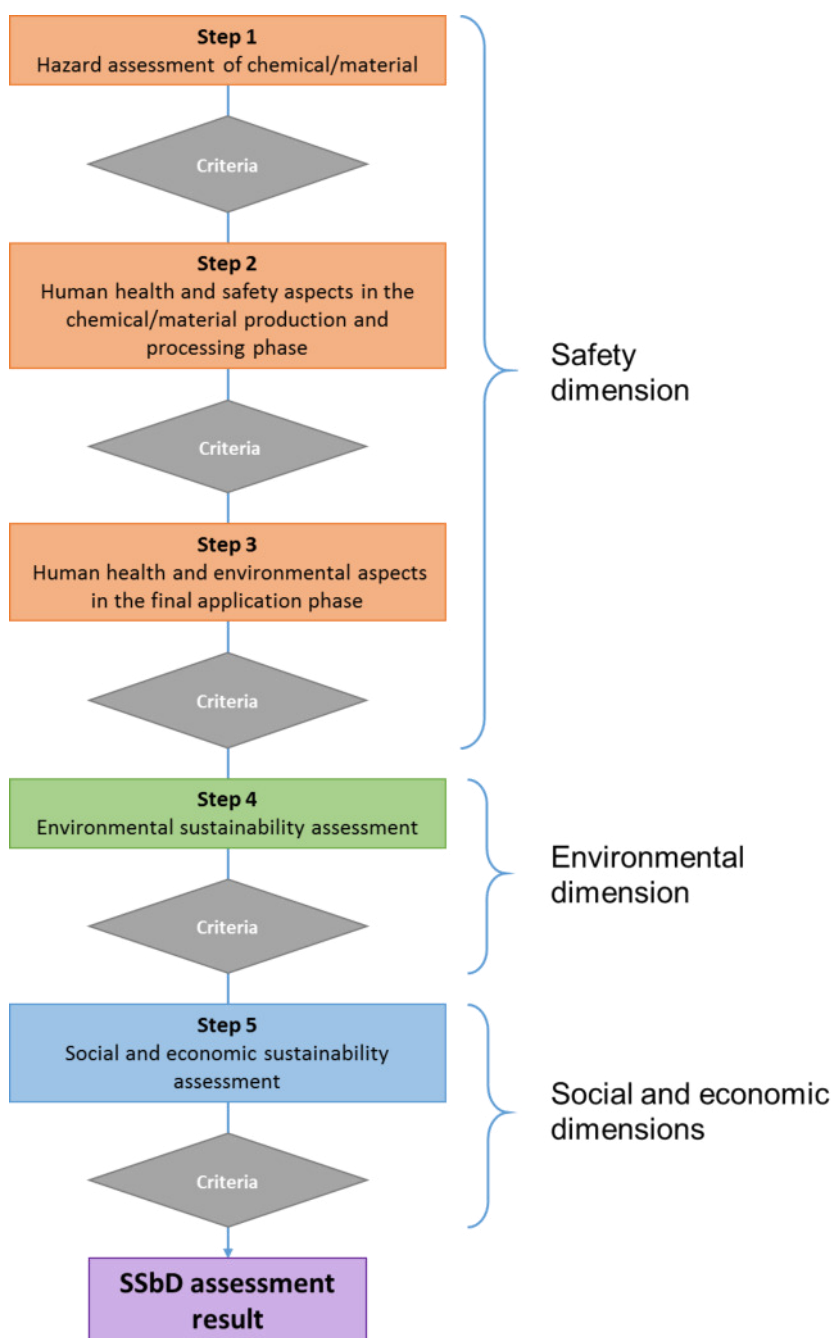 Step 1
Hazard assessment of chemical/material
Criteria
Step 2
Human health and safety aspects in the
chemical/material production and
processing phase
Criteria
Safety
dimension
Step 3
Human health and environmental aspects
in the final application phase
Criteria
Step 4
Environmental sustainability assessment
Criteria
Environmental
dimension
Step 5
Social and economic sustainability
assessment
Criteria
Social and economic
dimensions
SSbD assessment
result